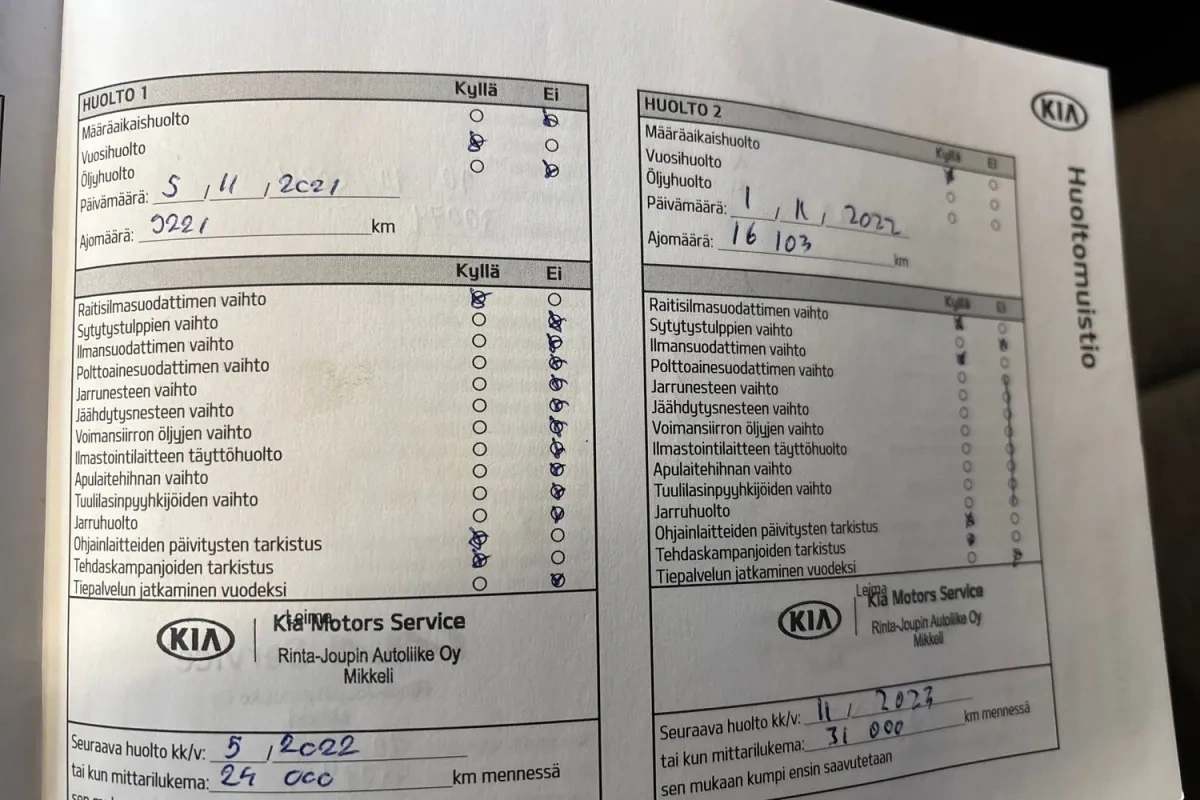 HUOLTO 1 Kyllä Ei
Määräaikaishuolto
Vuosihuolto
Öljyhuolto
Päivämäärä: 5 / 11 / 2021
Ajomäärä: 9221 km
Kyllä Ei
Raitisilmasuodattimen vaihto
Sytytystulppien vaihto
Ilmansuodattimen vaihto
Polttoainesuodattimen vaihto
Jarrunesteen vaihto
Jäähdytysnesteen vaihto
Voimansiirron öljyjen vaihto
Ilmastointilaitteen täyttöhuolto
Apulaitehihnan vaihto
Tuulilasinpyyhkijöiden vaihto
Jarruhuolto
Ohjainlaitteiden päivitysten tarkistus
Tehdaskampanjoiden tarkistus
Tiepalvelun jatkaminen vuodeksi
Leima
KIA Kia Motors Service
Rinta-Joupin Autoliike Oy
Mikkeli
Seuraava huolto kk/v: 5 / 2022
tai kun mittarilukema: 24 000 km mennessä
HUOLTO 2
Kyllä Ei
Määräaikaishuolto
Vuosihuolto
Öljyhuolto
Päivämäärä: 1 / 11 / 2022
Ajomäärä: 16 103 km
Kyllä Ei
Raitisilmasuodattimen vaihto
Sytytystulppien vaihto
Ilmansuodattimen vaihto
Polttoainesuodattimen vaihto
Jarrunesteen vaihto
Jäähdytysnesteen vaihto
Voimansiirron öljyjen vaihto
Ilmastointilaitteen täyttöhuolto
Apulaitehihnan vaihto
Tuulilasinpyyhkijöiden vaihto
Jarruhuolto
Ohjainlaitteiden päivitysten tarkistus
Tehdaskampanjoiden tarkistus
Tiepalvelun jatkaminen vuodeksi
Leima
KIA Kia Motors Service
Rinta-Joupin Autoliike Oy
Mikkeli
Seuraava huolto kk/v: 11 / 2023
tai kun mittarilukema: 31 000 km mennessä
sen mukaan kumpi ensin saavutetaan
KIA
Huoltomuistio